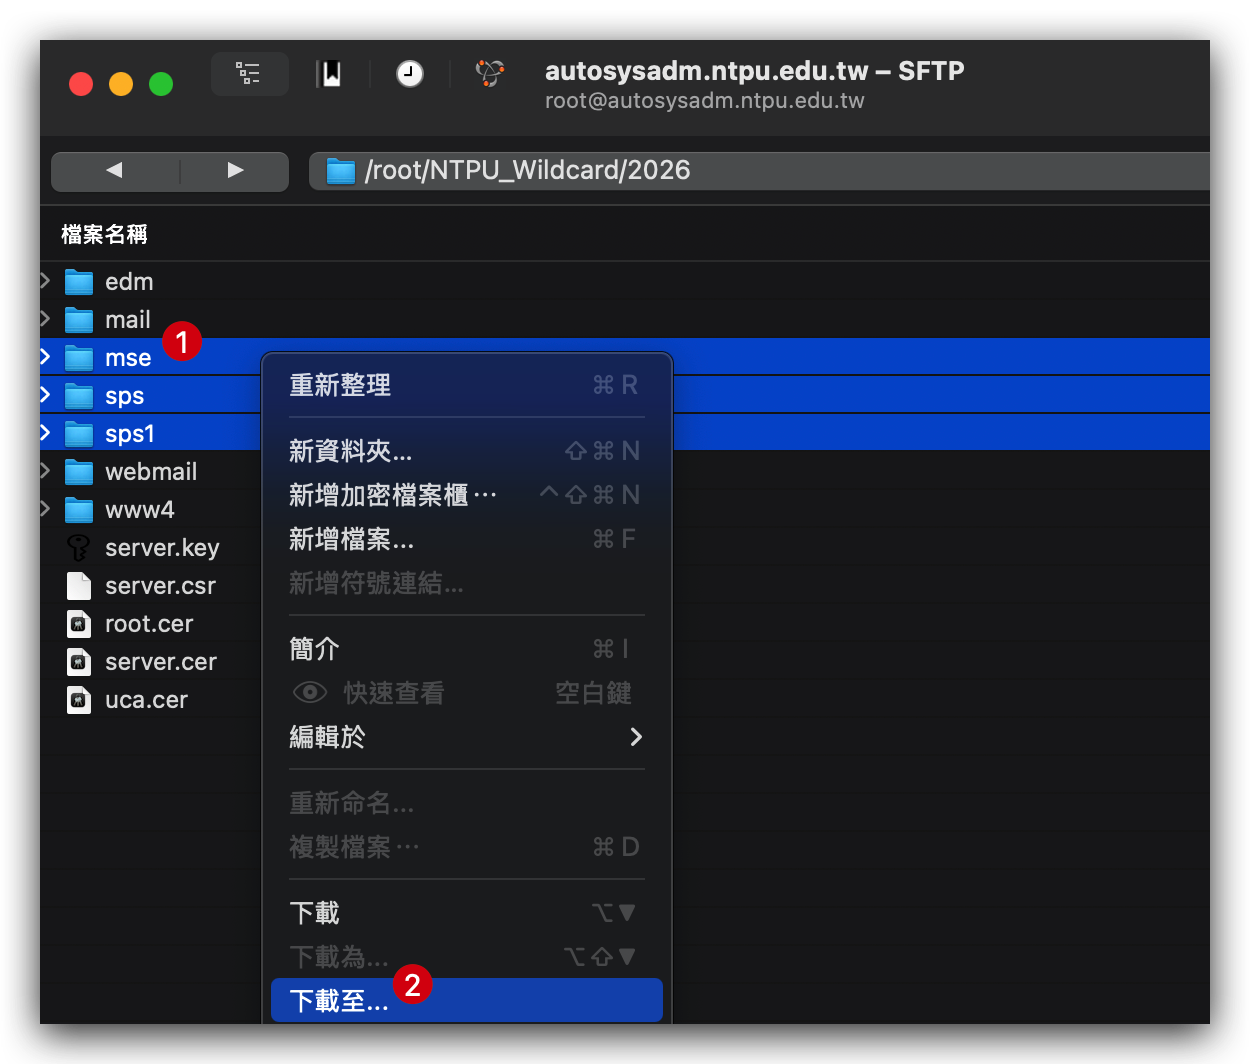 autosysadm.ntpu.edu.tw – SFTP
root@autosysadm.ntpu.edu.tw
/root/NTPU_Wildcard/2026
檔案名稱
edm
mail
1
mse
sps
sps1
webmail
www4
server.key
server.csr
root.cer
server.cer
uca.cer
重新整理 ⌘ R
新資料夾... ⇧ ⌘ N
新增加密檔案櫃⋯ ^ ⇧ ⌘ N
新增檔案... ⌘ F
新增符號連結...
簡介 ⌘ I
快速查看 空白鍵
編輯於
重新命名...
複製檔案⋯ ⌘ D
下載 ⌥ ▼
下載為... ⌥ ⇧ ▼
2
下載至...